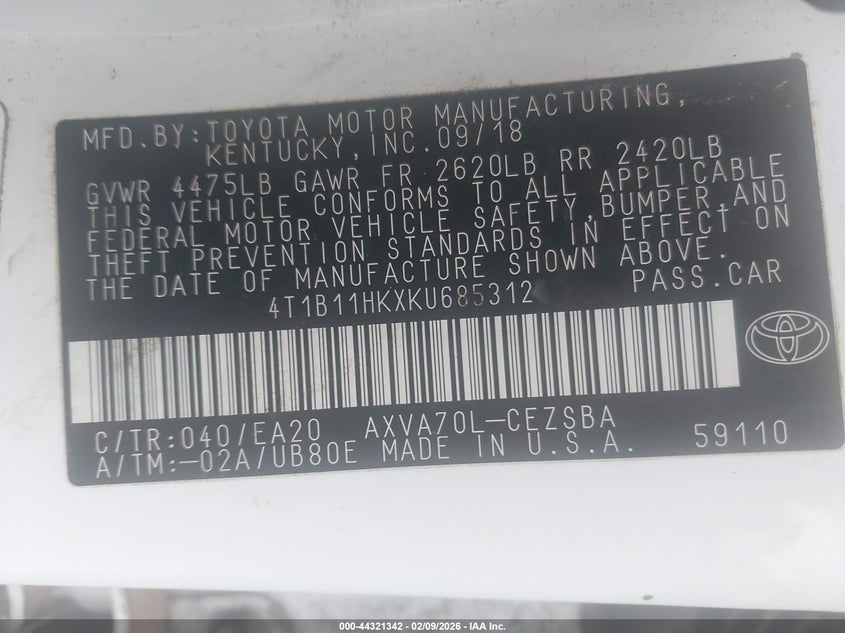 MFD.BY:TOYOTA MOTOR MANUFACTURING,
KENTUCKY,INC.09/18
GVWR 4475LB GAWR FR 2620LB RR 2420LB
THIS VEHICLE CONFORMS TO ALL APPLICABLE
FEDERAL MOTOR VEHICLE SAFETY,BUMPER,AND
THEFT PREVENTION STANDARDS IN EFFECT ON
THE DATE OF MANUFACTURE SHOWN ABOVE.
4T1B11HKXKU685312 PASS.CAR
C/TR:040/EA20 AXVA70L-CEZSBA
A/TM:-02A/UB80E MADE IN U.S.A. 59110
000-44321342 - 02/09/2026 - IAA Inc.